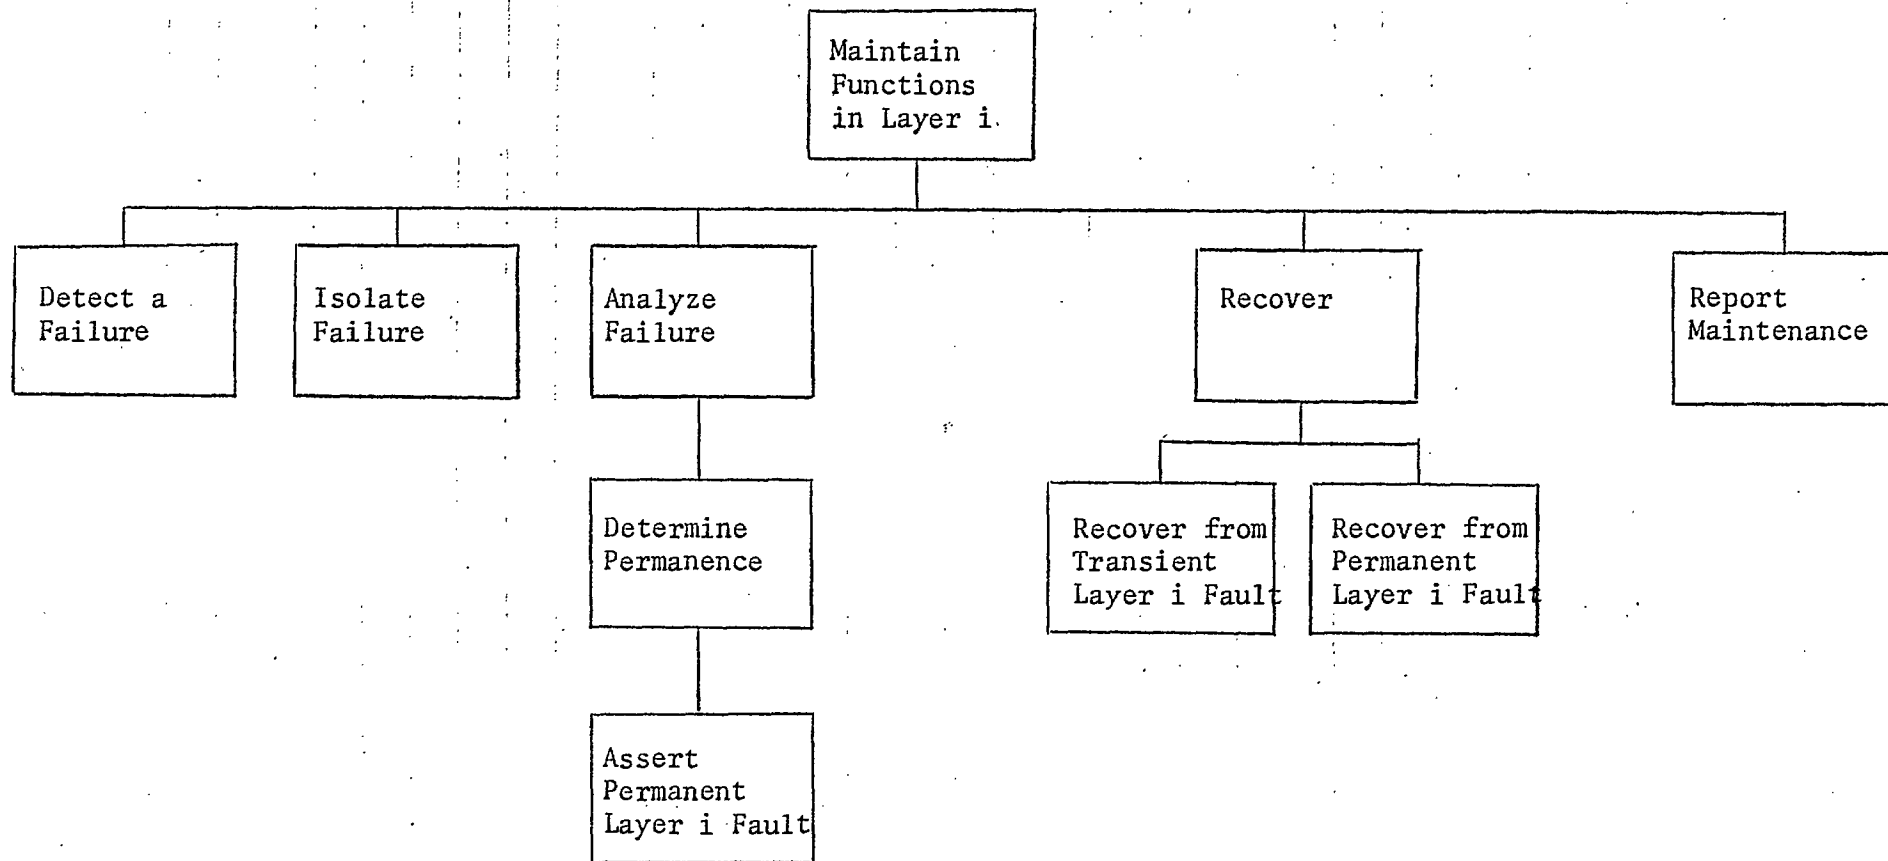 Maintain
Functions
in Layer i
Detect a
Failure
Isolate
Failure
Analyze
Failure
Recover
Report
Maintenance
Determine
Permanence
Recover from
Transient
Layer i Fault
Recover from
Permanent
Layer i Fault
Assert
Permanent
Layer i Fault